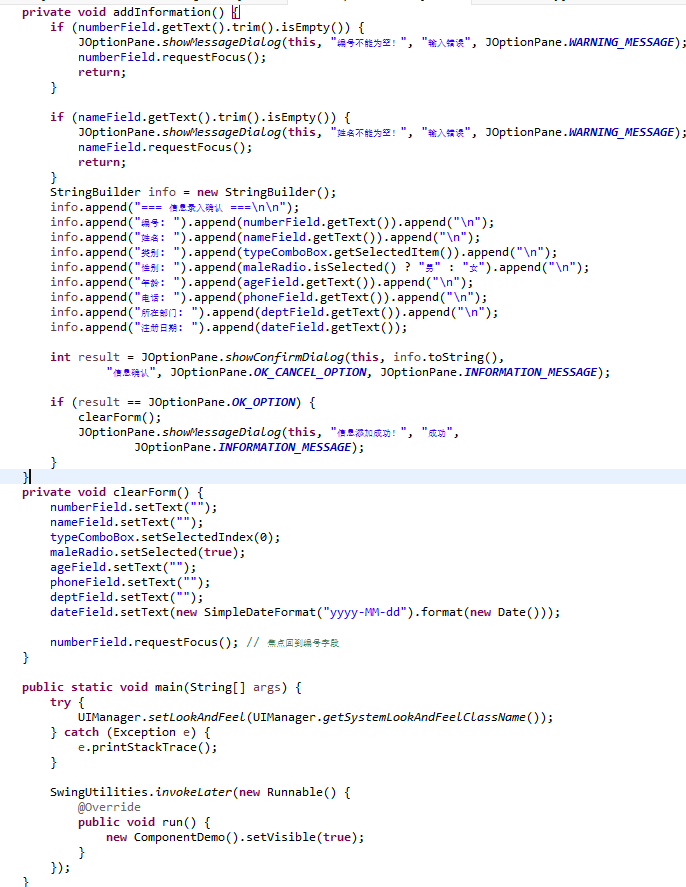 private void addInformation() {
    if (numberField.getText().trim().isEmpty()) {
        JOptionPane.showMessageDialog(this, "编号不能为空!", "输入错误", JOptionPane.WARNING_MESSAGE);
        numberField.requestFocus();
        return;
    }

    if (nameField.getText().trim().isEmpty()) {
        JOptionPane.showMessageDialog(this, "姓名不能为空!", "输入错误", JOptionPane.WARNING_MESSAGE);
        nameField.requestFocus();
        return;
    }
    StringBuilder info = new StringBuilder();
    info.append("=== 信息录入确认 ===\n\n");
    info.append("编号: ").append(numberField.getText()).append("\n");
    info.append("姓名: ").append(nameField.getText()).append("\n");
    info.append("类别: ").append(typeComboBox.getSelectedItem()).append("\n");
    info.append("性别: ").append(maleRadio.isSelected() ? "男" : "女").append("\n");
    info.append("年龄: ").append(ageField.getText()).append("\n");
    info.append("电话: ").append(phoneField.getText()).append("\n");
    info.append("所在部门: ").append(deptField.getText()).append("\n");
    info.append("注册日期: ").append(dateField.getText());

    int result = JOptionPane.showConfirmDialog(this, info.toString(),
            "信息确认", JOptionPane.OK_CANCEL_OPTION, JOptionPane.INFORMATION_MESSAGE);

    if (result == JOptionPane.OK_OPTION) {
        clearForm();
        JOptionPane.showMessageDialog(this, "信息添加成功!", "成功",
                JOptionPane.INFORMATION_MESSAGE);
    }
}
private void clearForm() {
    numberField.setText("");
    nameField.setText("");
    typeComboBox.setSelectedIndex(0);
    maleRadio.setSelected(true);
    ageField.setText("");
    phoneField.setText("");
    deptField.setText("");
    dateField.setText(new SimpleDateFormat("yyyy-MM-dd").format(new Date()));

    numberField.requestFocus(); // 焦点回到编号字段
}

public static void main(String[] args) {
    try {
        UIManager.setLookAndFeel(UIManager.getSystemLookAndFeelClassName());
    } catch (Exception e) {
        e.printStackTrace();
    }

    SwingUtilities.invokeLater(new Runnable() {
        @Override
        public void run() {
            new ComponentDemo().setVisible(true);
        }
    });
}